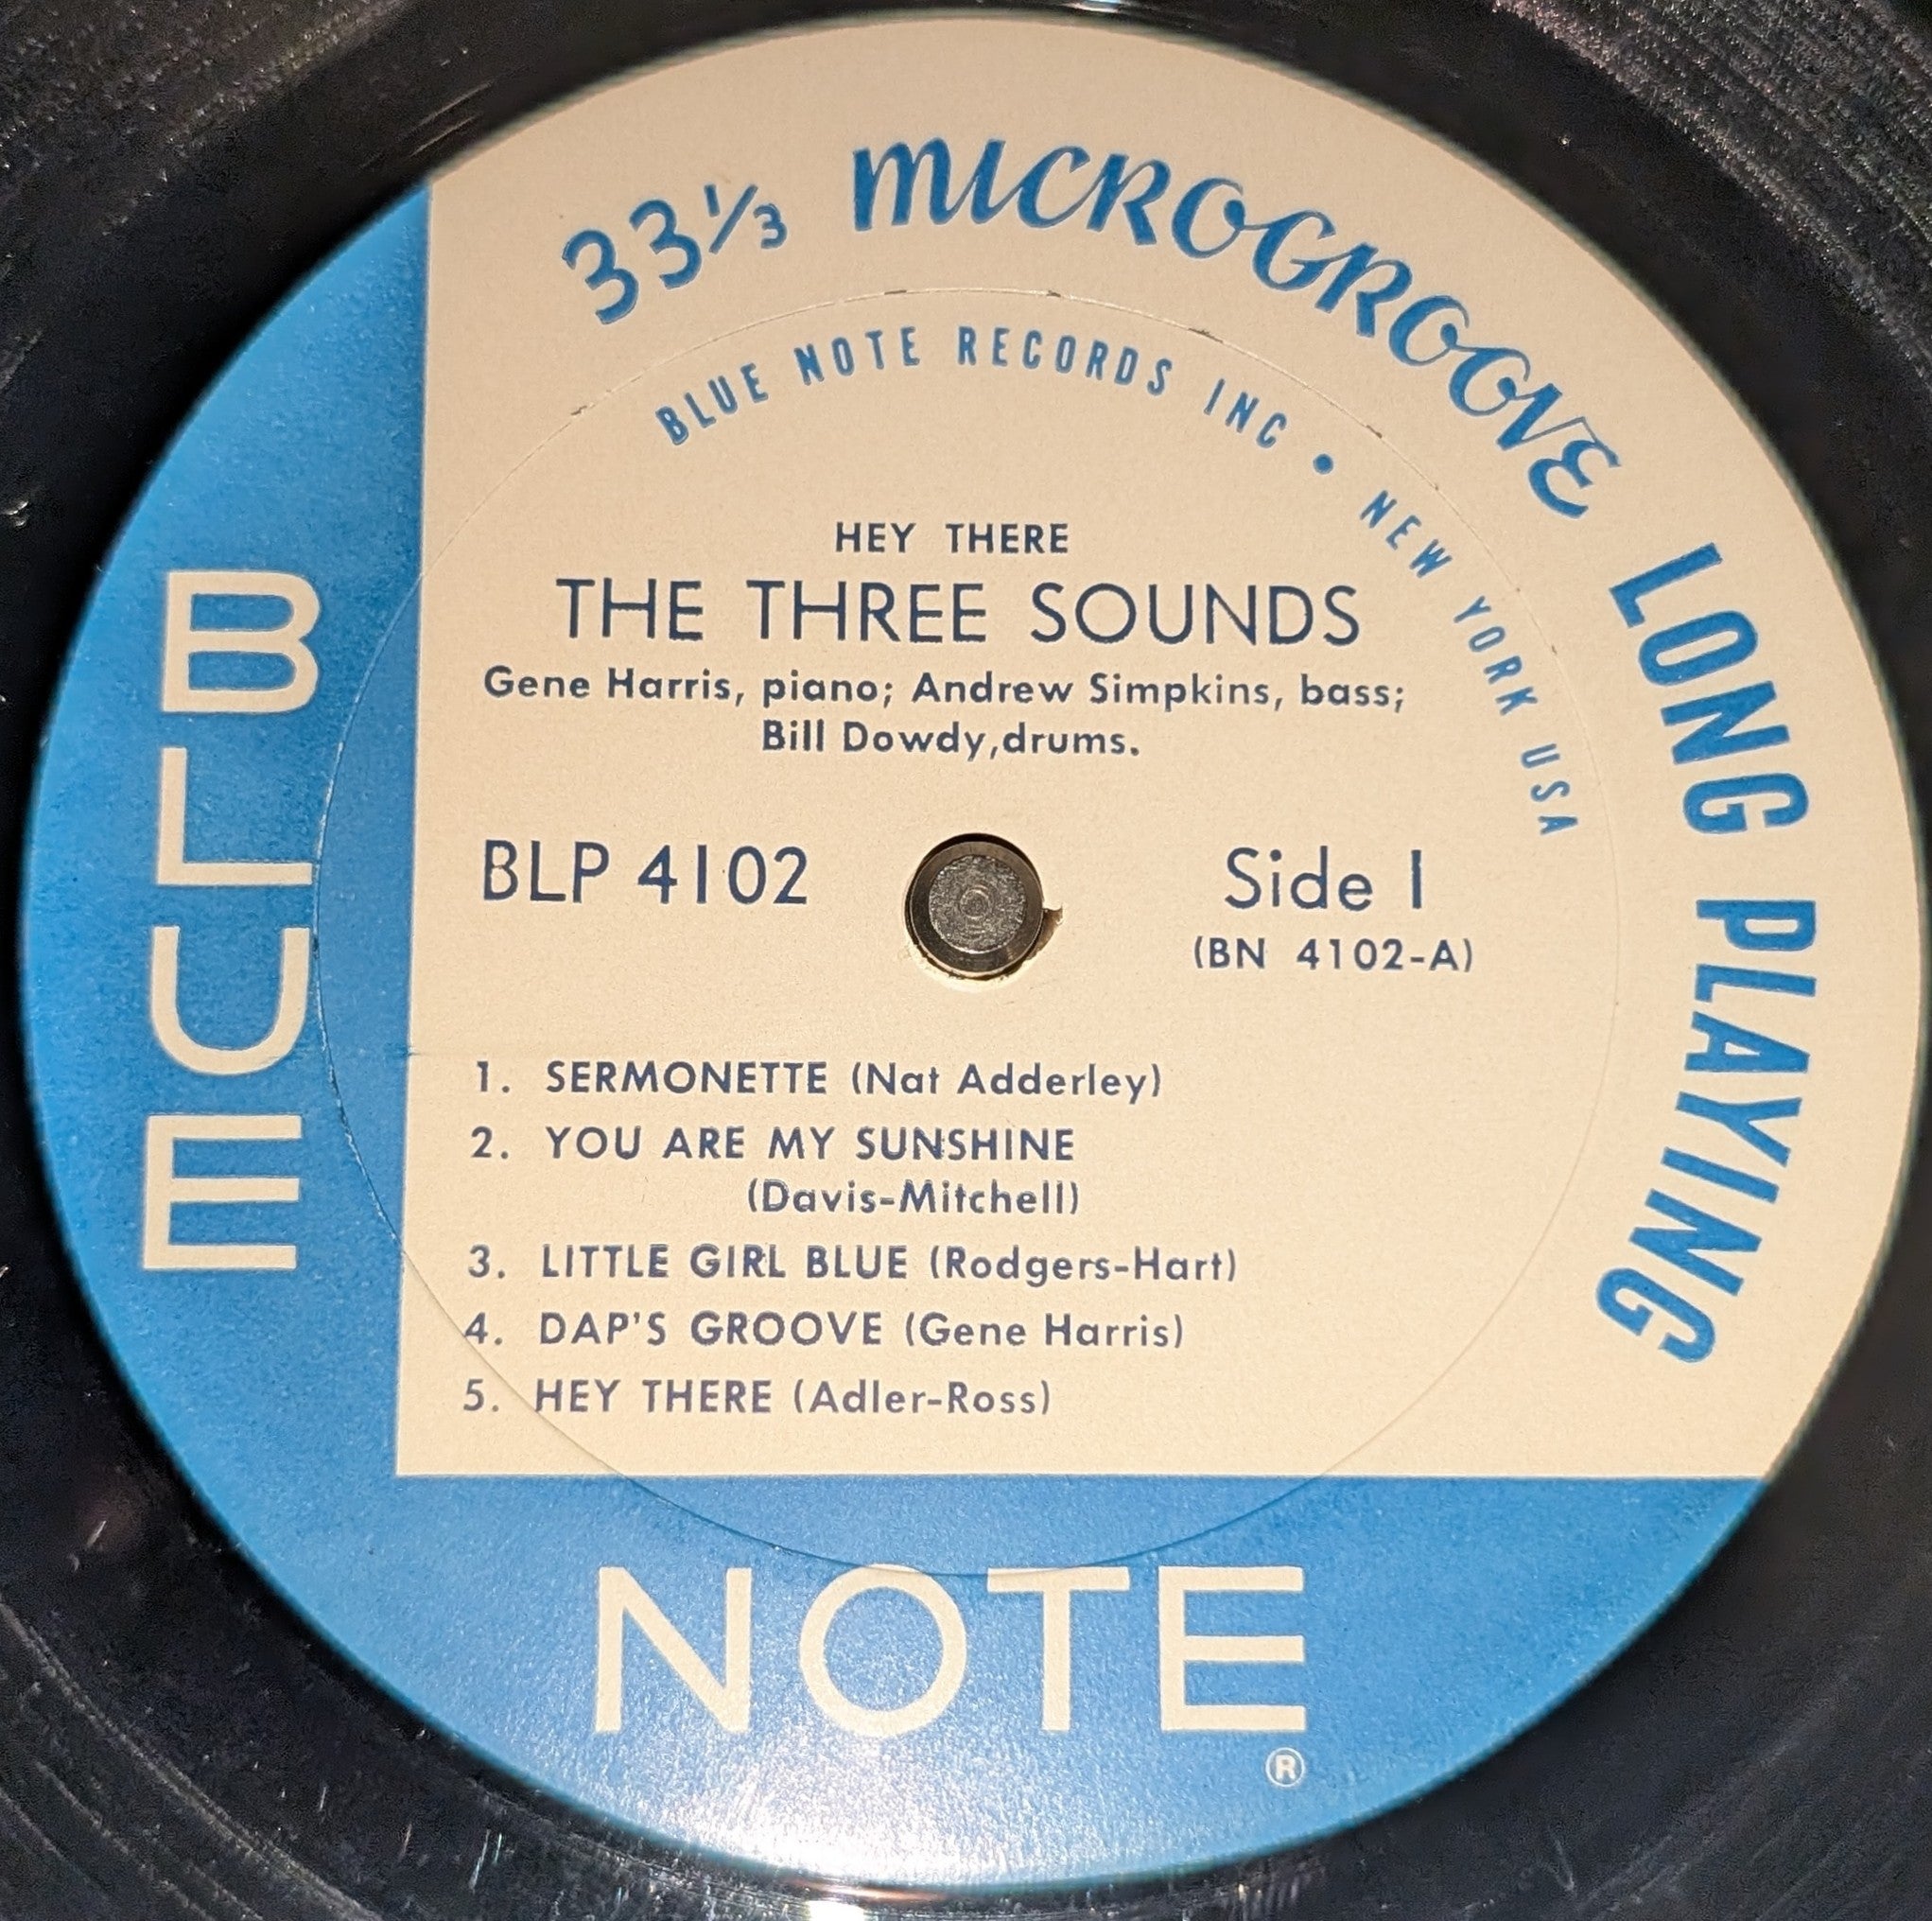 33⅓ MICROGROOVE LONG PLAYING
BLUE NOTE RECORDS INC • NEW YORK USA
HEY THERE
THE THREE SOUNDS
Gene Harris, piano; Andrew Simpkins, bass;
Bill Dowdy,drums.
BLP 4102
Side 1
(BN 4102-A)
1. SERMONETTE (Nat Adderley)
2. YOU ARE MY SUNSHINE
(Davis-Mitchell)
3. LITTLE GIRL BLUE (Rodgers-Hart)
4. DAP'S GROOVE (Gene Harris)
5. HEY THERE (Adler-Ross)
BLUE
NOTE
®